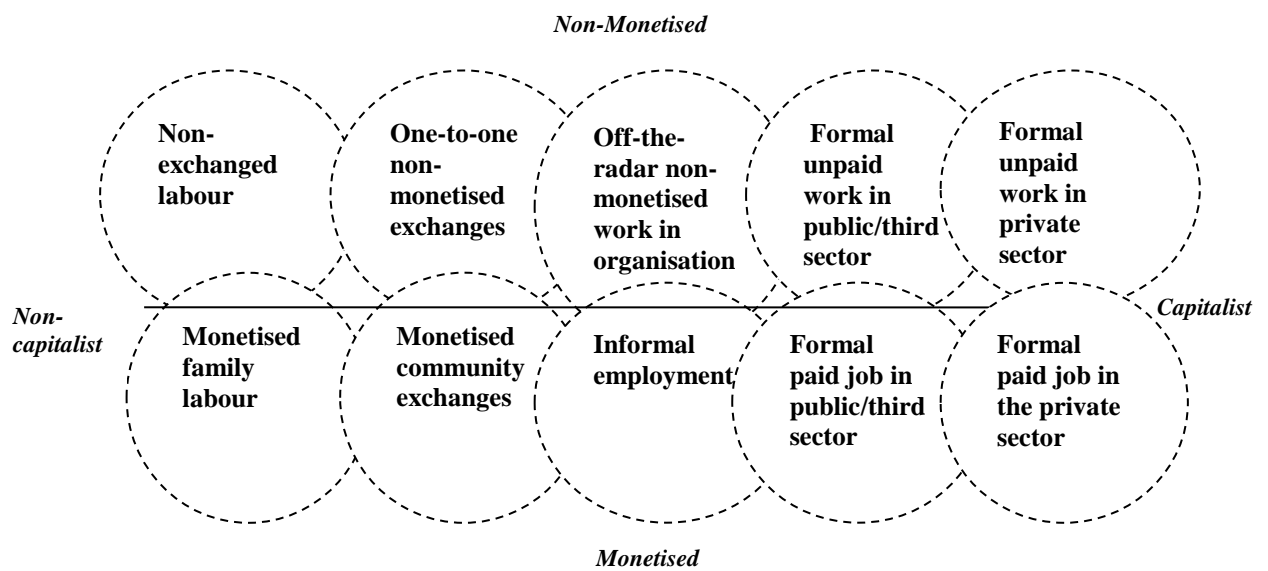 Non-Monetised
Non-
exchanged
labour
One-to-one
non-
monetised
exchanges
Off-the-
radar non-
monetised
work in
organisation
Formal
unpaid
work in
public/third
sector
Formal
unpaid
work in
private
sector
Non-
capitalist
Capitalist
Monetised
family
labour
Monetised
community
exchanges
Informal
employment
Formal
paid job in
public/third
sector
Formal
paid job in
the private
sector
Monetised